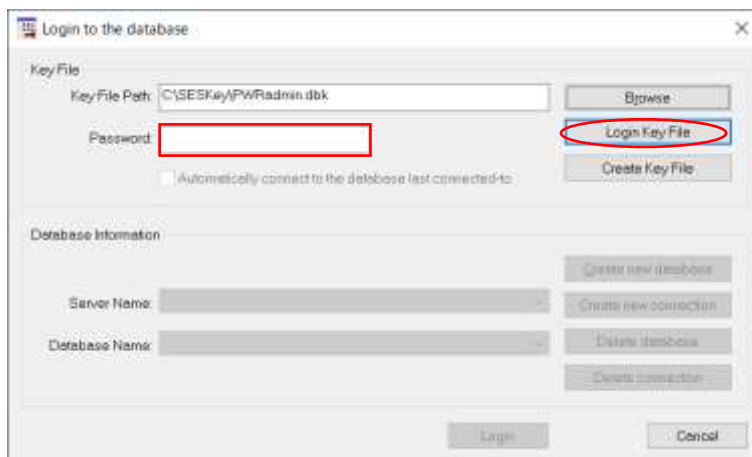 Login to the database
Key File
Key File Path: C:\SESKey\PWRadmin.dbk
Browse
Password:
Login Key File
Automatically connect to the database last connected-to
Create Key File
Database Information
Create new database
Server Name:
Create new connection
Database Name:
Delete database
Delete connection
Login
Cancel